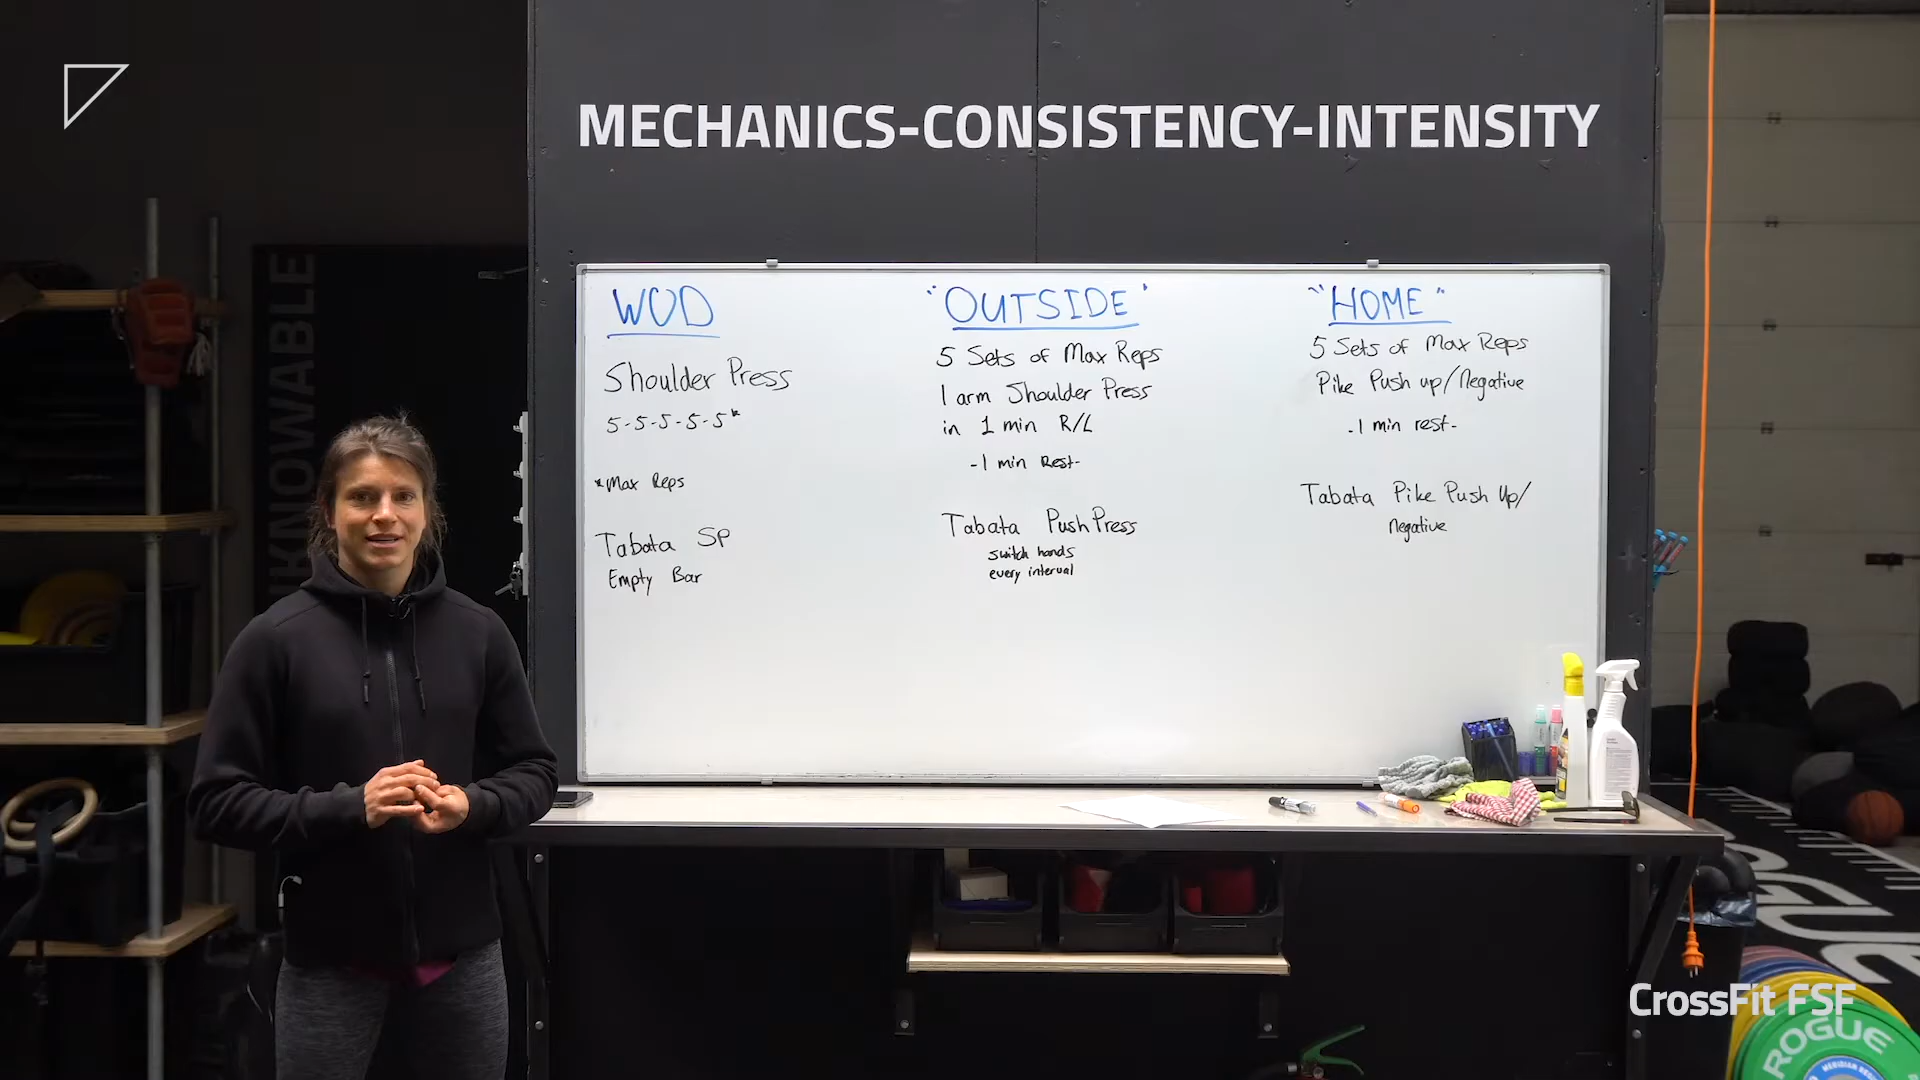 MECHANICS-CONSISTENCY-INTENSITY
UNKNOWABLE
WOD
Shoulder Press
5-5-5-5-5*
*Max Reps
Tabata SP
Empty Bar
"OUTSIDE"
5 Sets of Max Reps
1 arm Shoulder Press
in 1 min R/L
-1 min Rest-
Tabata Push Press
switch hands
every interval
"HOME"
5 Sets of Max Reps
Pike Push up/Negative
-1 min rest-
Tabata Pike Push Up/
Negative
CrossFit FSF
ROGUE